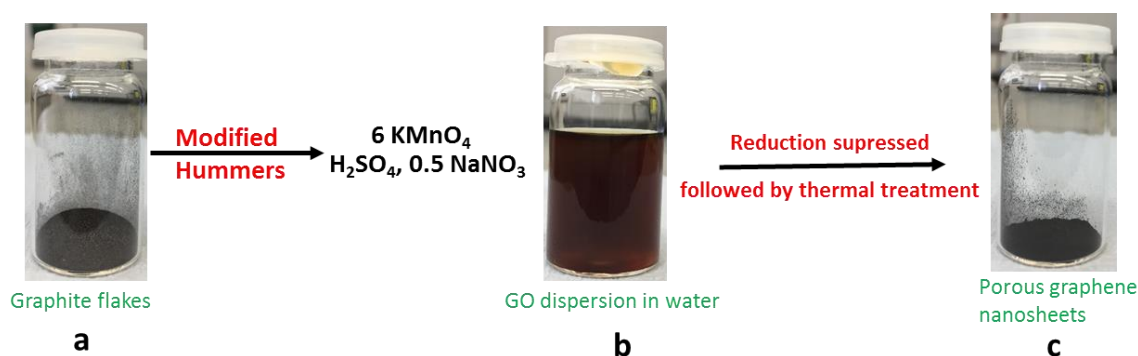 Modified
Hummers
6 KMnO₄
H₂SO₄, 0.5 NaNO₃
Reduction supressed
followed by thermal treatment
Graphite flakes
GO dispersion in water
Porous graphene
nanosheets
a
b
c